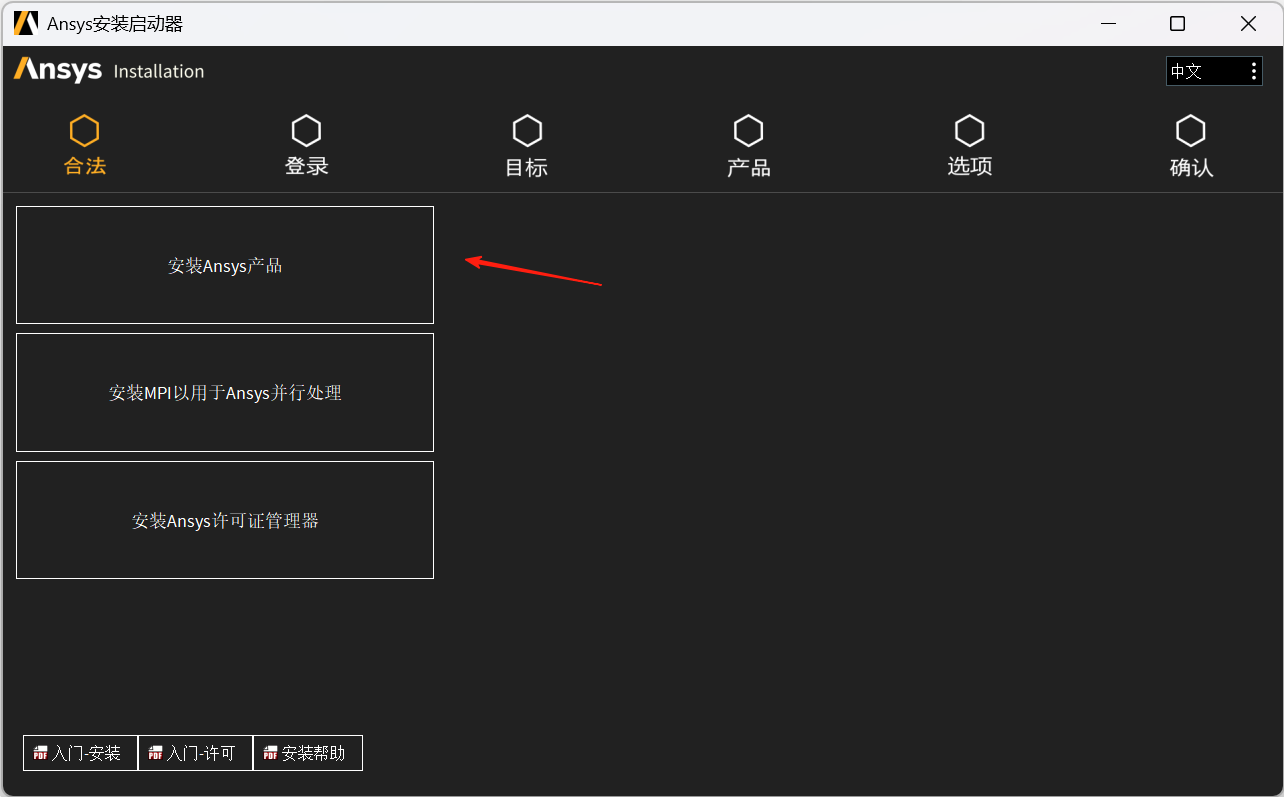 Ansys安装启动器
Ansys Installation
中文
合法
登录
目标
产品
选项
确认
安装Ansys产品
安装MPI以用于Ansys并行处理
安装Ansys许可证管理器
PDF 入门-安装
PDF 入门-许可
PDF 安装帮助